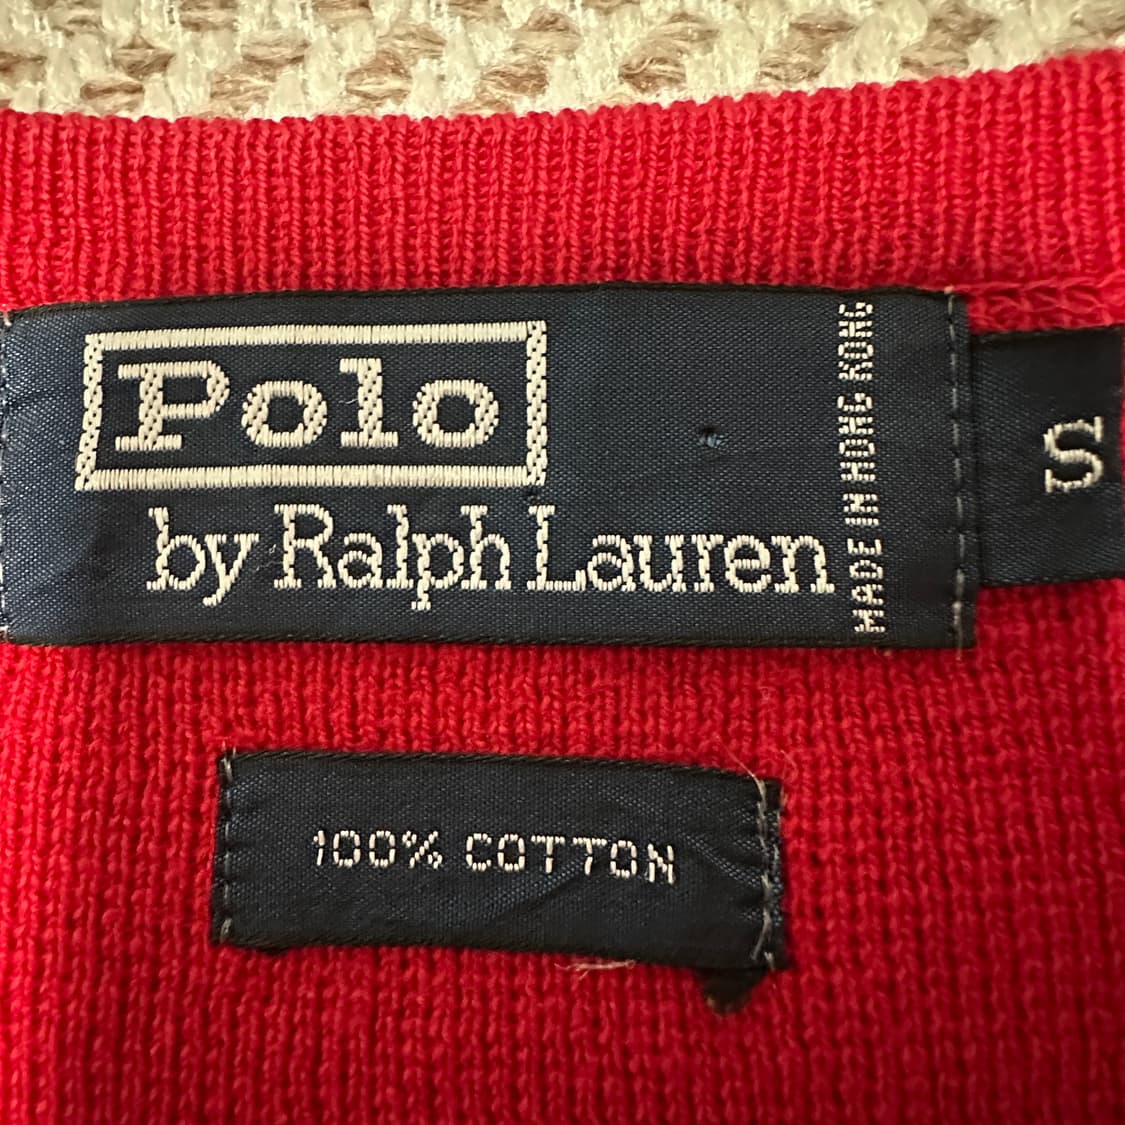 Polo
by Ralph Lauren
MADE IN HONG KONG
S
100% COTTON